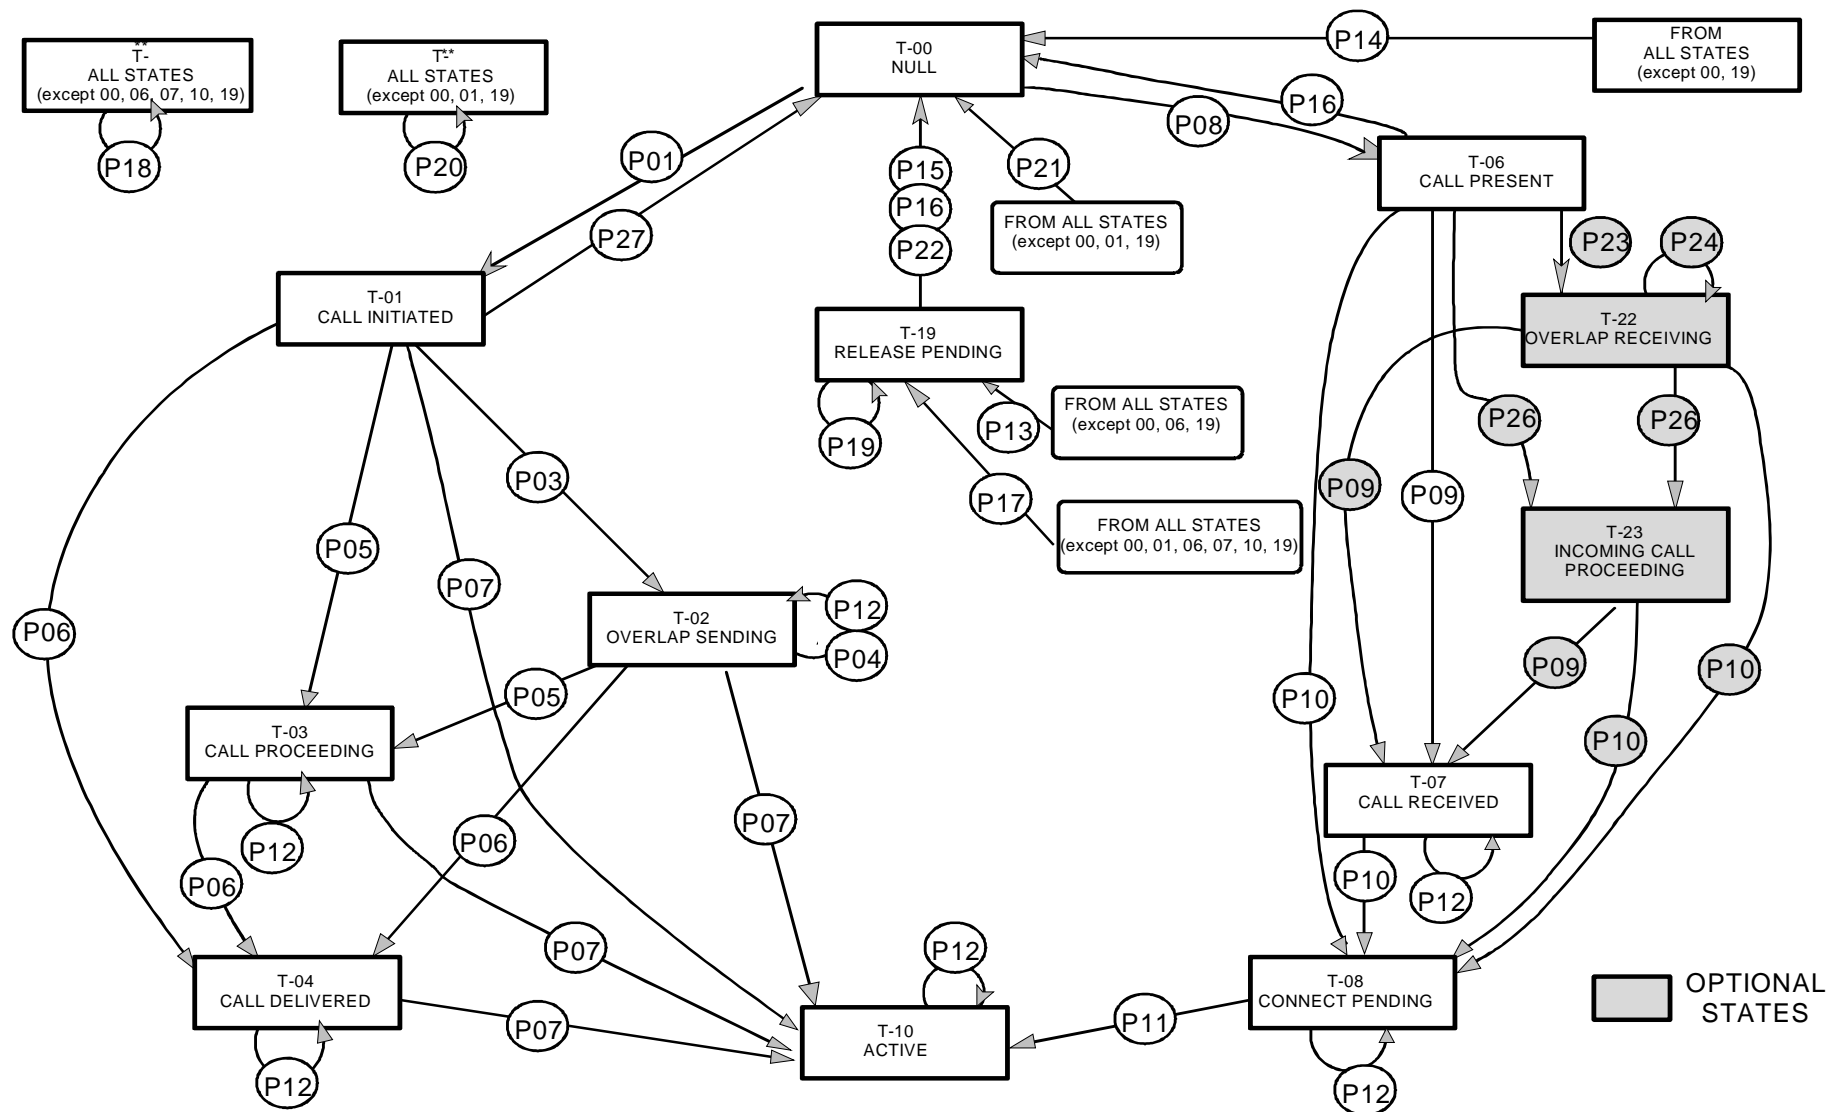 **
T-
ALL STATES
(except 00, 06, 07, 10, 19)
P18
T-**
ALL STATES
(except 00, 01, 19)
P20
T-00
NULL
P14
FROM
ALL STATES
(except 00, 19)
P16
P08
P01
P27
P15
P16
P22
P21
FROM ALL STATES
(except 00, 01, 19)
T-06
CALL PRESENT
P23
P24
T-01
CALL INITIATED
T-19
RELEASE PENDING
T-22
OVERLAP RECEIVING
P19
P13
FROM ALL STATES
(except 00, 06, 19)
P17
FROM ALL STATES
(except 00, 01, 06, 07, 10, 19)
P26
P26
P09
P09
P03
P05
P07
P06
T-23
INCOMING CALL
PROCEEDING
T-02
OVERLAP SENDING
P12
P04
P05
P10
P09
P10
P10
T-03
CALL PROCEEDING
P12
P06
P06
P07
P07
T-07
CALL RECEIVED
P10
P12
T-04
CALL DELIVERED
P12
P07
P12
T-10
ACTIVE
P11
T-08
CONNECT PENDING
P12
OPTIONAL
STATES